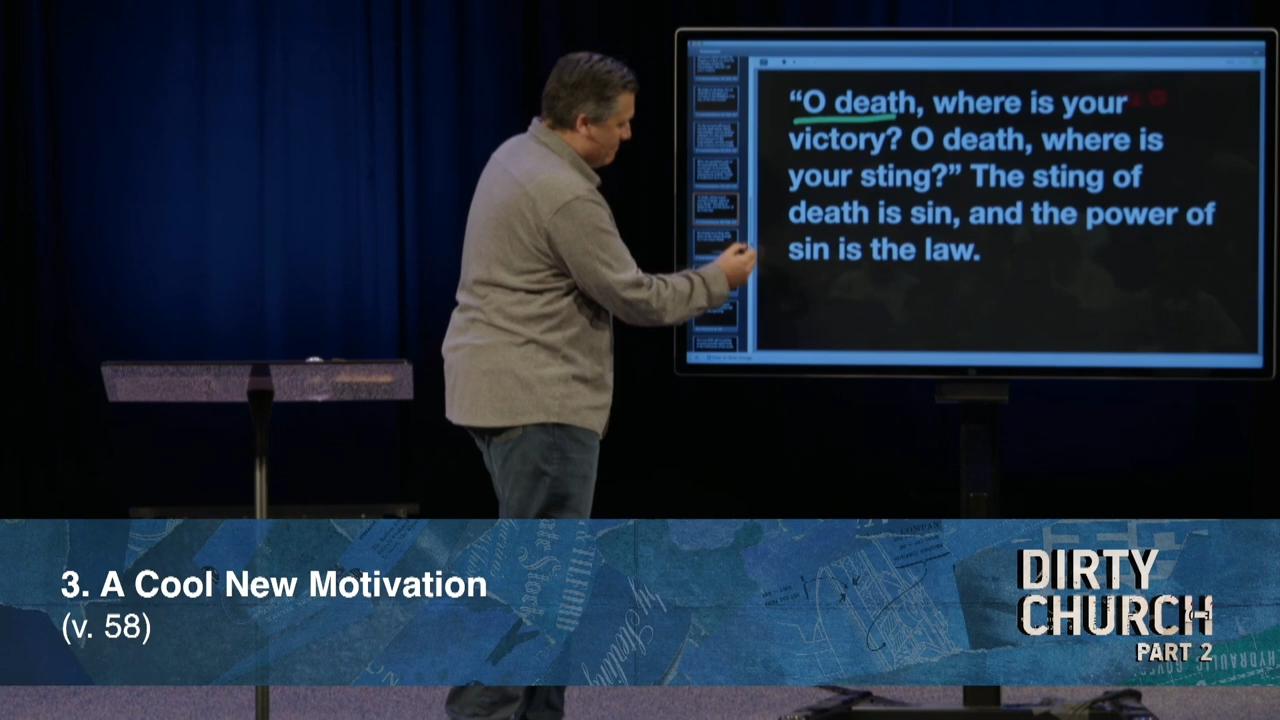 “O death, where is your
victory? O death, where is
your sting?” The sting of
death is sin, and the power of
sin is the law.
3. A Cool New Motivation
(v. 58)
DIRTY
CHURCH
PART 2